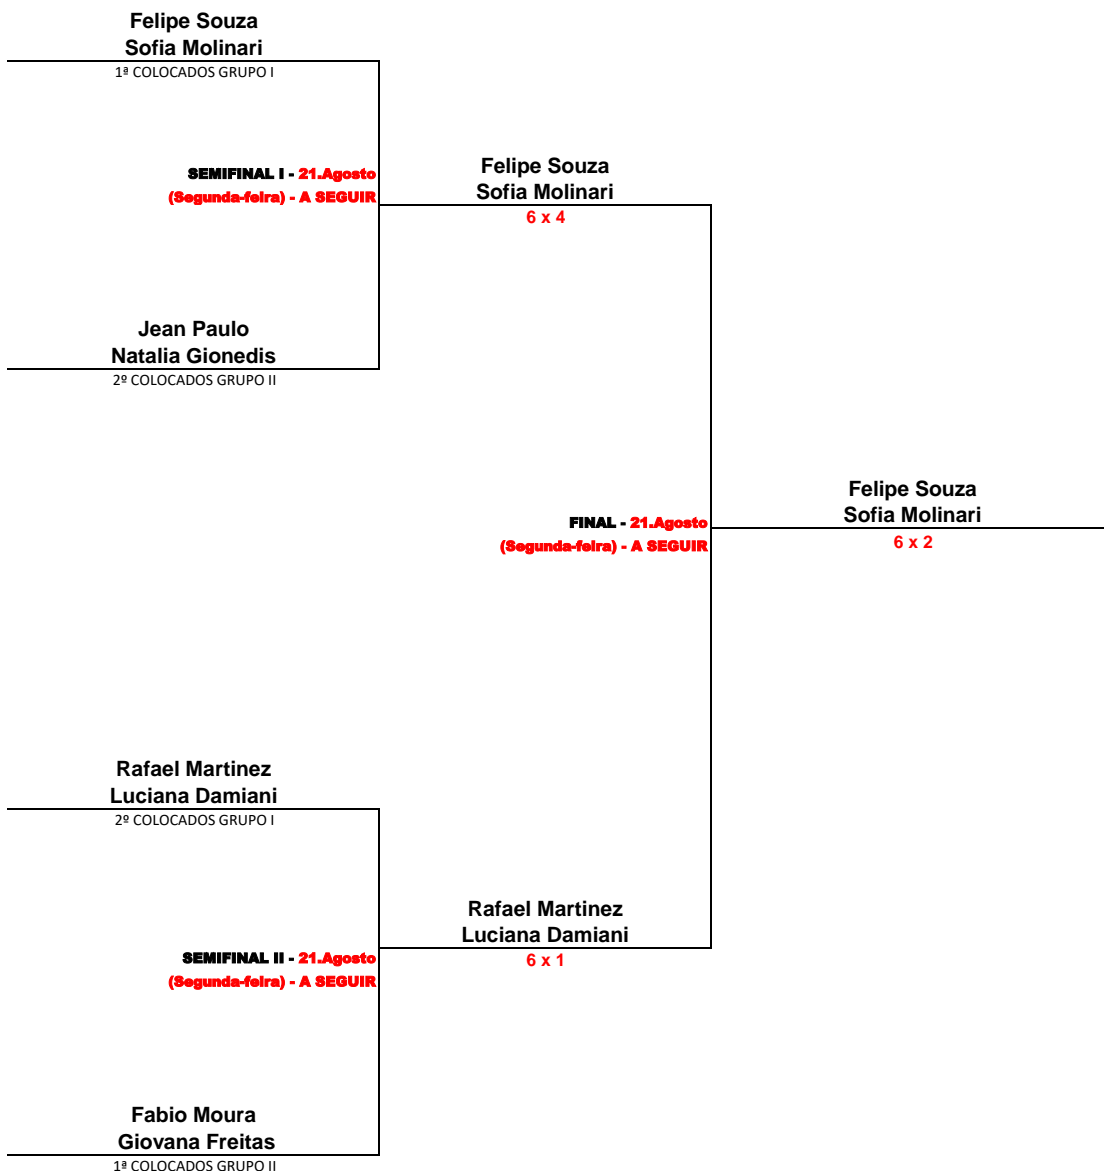 Felipe Souza
Sofia Molinari
1ª COLOCADOS GRUPO I
SEMIFINAL I - 21.Agosto
(Segunda-feira) - A SEGUIR
Felipe Souza
Sofia Molinari
6 x 4
Jean Paulo
Natalia Gionedis
2º COLOCADOS GRUPO II
FINAL - 21.Agosto
(Segunda-feira) - A SEGUIR
Felipe Souza
Sofia Molinari
6 x 2
Rafael Martinez
Luciana Damiani
2º COLOCADOS GRUPO I
SEMIFINAL II - 21.Agosto
(Segunda-feira) - A SEGUIR
Rafael Martinez
Luciana Damiani
6 x 1
Fabio Moura
Giovana Freitas
1ª COLOCADOS GRUPO II